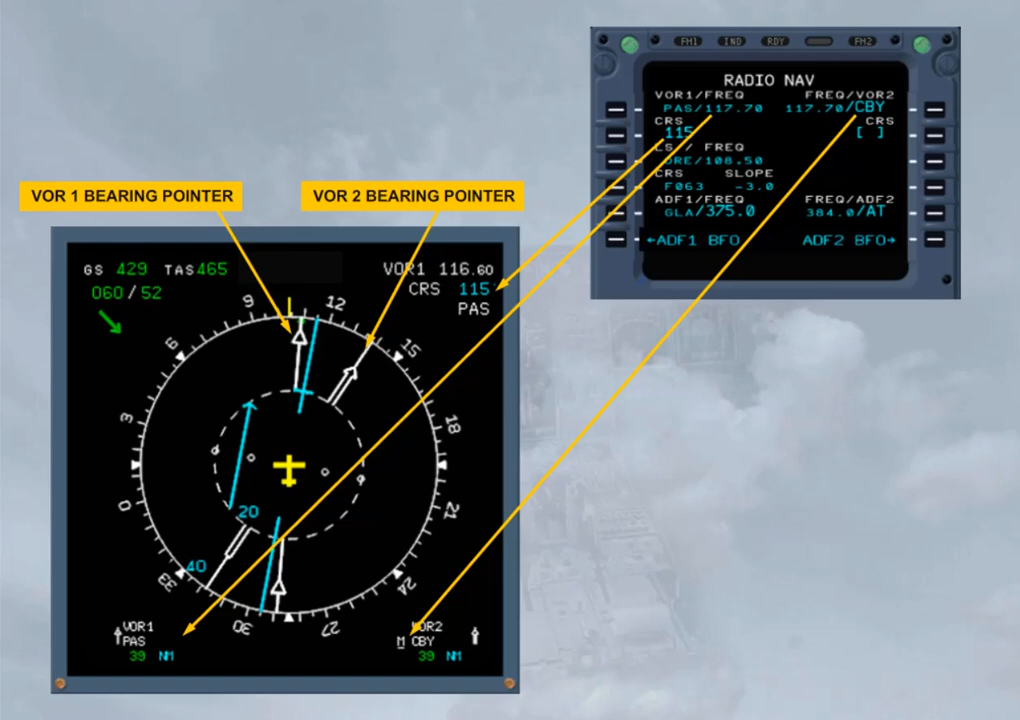 FM1 IND RDY FM2
RADIO NAV
VOR1/FREQ FREQ/VOR2
PAS/117.70 117.70/CBY
CRS CRS
115 [ ]
LS / FREQ
DRE/108.50
CRS SLOPE
F063 -3.0
ADF1/FREQ FREQ/ADF2
GLA/375.0 384.0/AT
←ADF1 BFO ADF2 BFO→
VOR 1 BEARING POINTER
VOR 2 BEARING POINTER
GS 429 TAS465
060/52
VOR1 116.60
CRS 115
PAS
9
12
6
15
3
18
0
21
20
40
33
24
30
27
VOR1
PAS
39 NM
VOR2
M CBY
39 NM